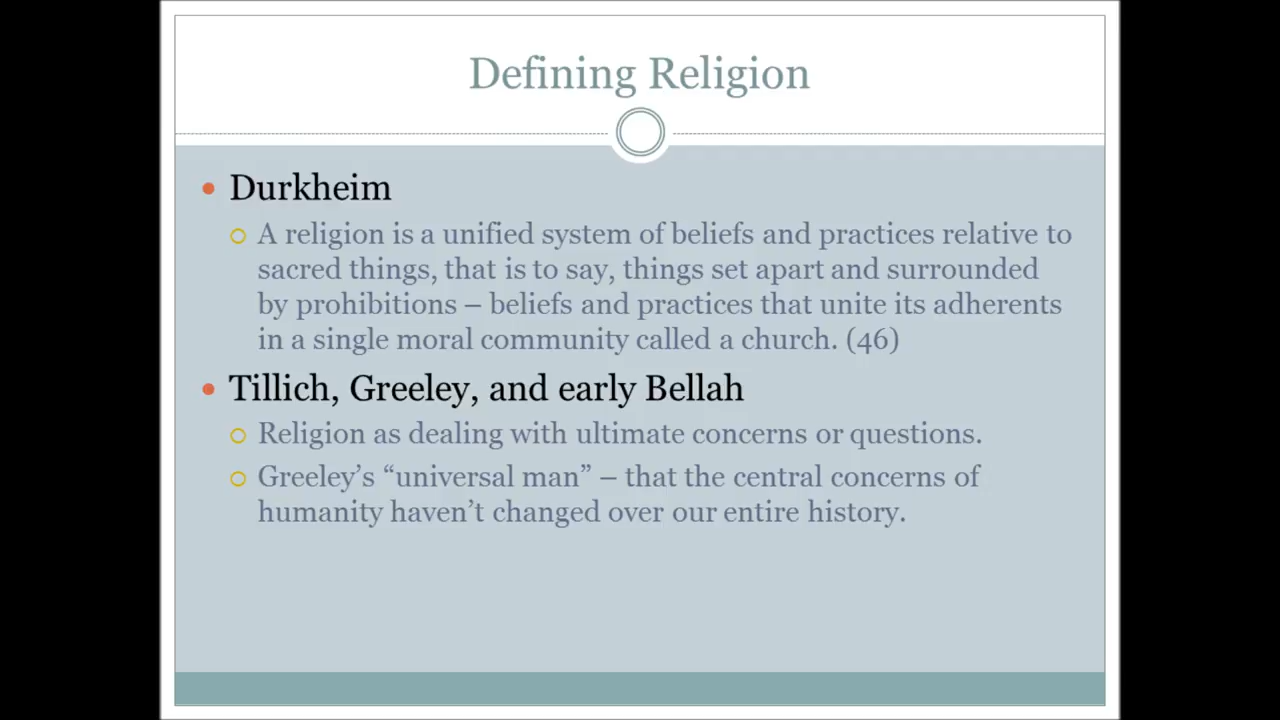 Defining Religion
Durkheim
A religion is a unified system of beliefs and practices relative to
sacred things, that is to say, things set apart and surrounded
by prohibitions – beliefs and practices that unite its adherents
in a single moral community called a church. (46)
Tillich, Greeley, and early Bellah
Religion as dealing with ultimate concerns or questions.
Greeley’s “universal man” – that the central concerns of
humanity haven’t changed over our entire history.